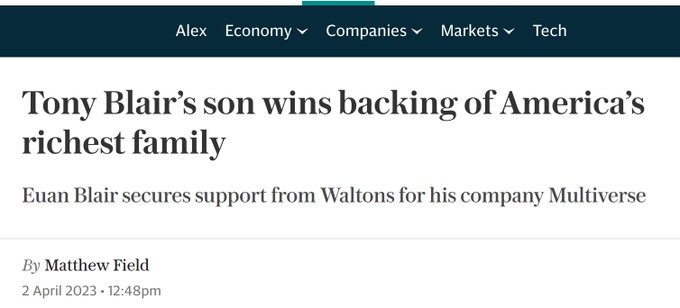 Alex Economy Companies Markets Tech
Tony Blair’s son wins backing of America’s
richest family
Euan Blair secures support from Waltons for his company Multiverse
By Matthew Field
2 April 2023 • 12:48pm